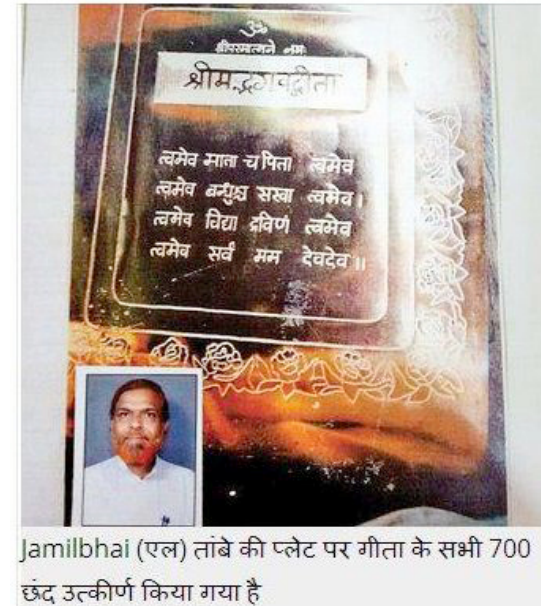 ॐ
श्रीपरमात्मने नमः
श्रीमद्भगवद्गीता
त्वमेव माता च पिता त्वमेव
त्वमेव बन्धुश्च सखा त्वमेव।
त्वमेव विद्या द्रविणं त्वमेव
त्वमेव सर्वं मम देवदेव॥
Jamilbhai (एल) तांबे की प्लेट पर गीता के सभी 700
छंद उत्कीर्ण किया गया है